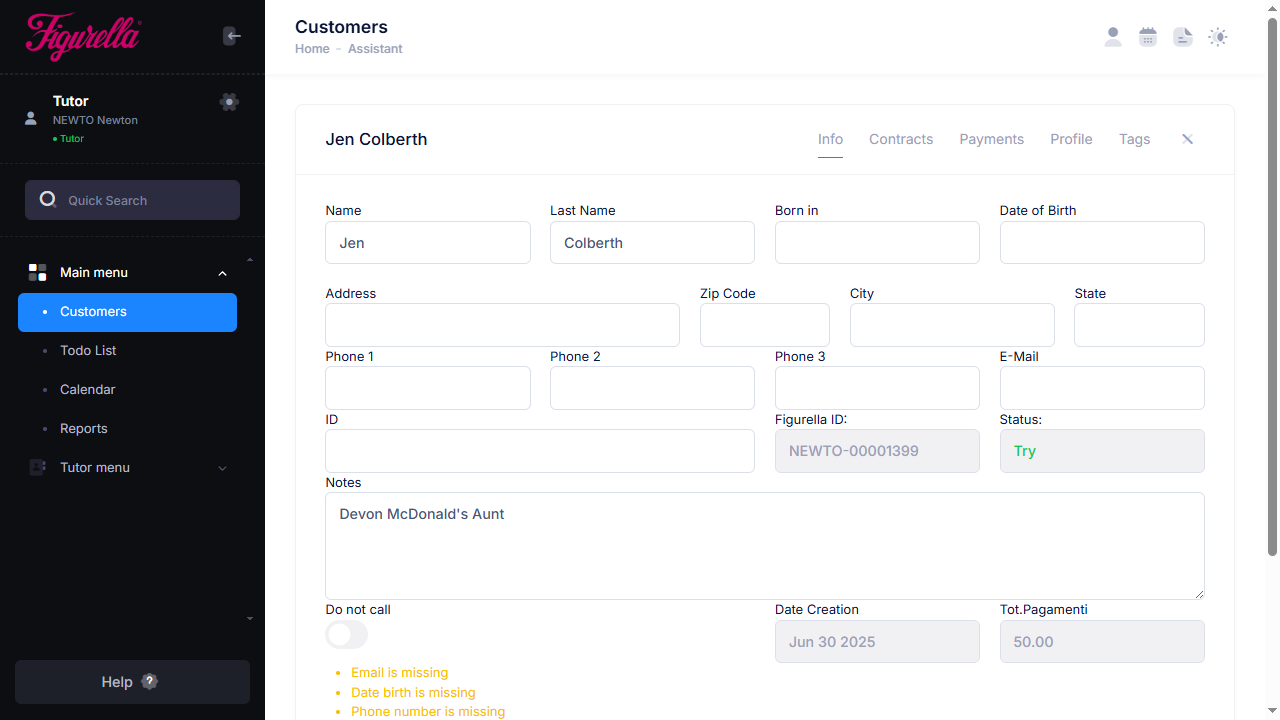 Figurella
Customers
Home - Assistant
Tutor
NEWTO Newton
Tutor
Quick Search
Main menu
Customers
Todo List
Calendar
Reports
Tutor menu
Help ?
Jen Colberth
Info Contracts Payments Profile Tags
Name Last Name Born in Date of Birth
Jen Colberth
Address Zip Code City State
Phone 1 Phone 2 Phone 3 E-Mail
ID Figurella ID: Status:
NEWTO-00001399 Try
Notes
Devon McDonald's Aunt
Do not call Date Creation Tot.Pagamenti
Jun 30 2025 50.00
Email is missing
Date birth is missing
Phone number is missing